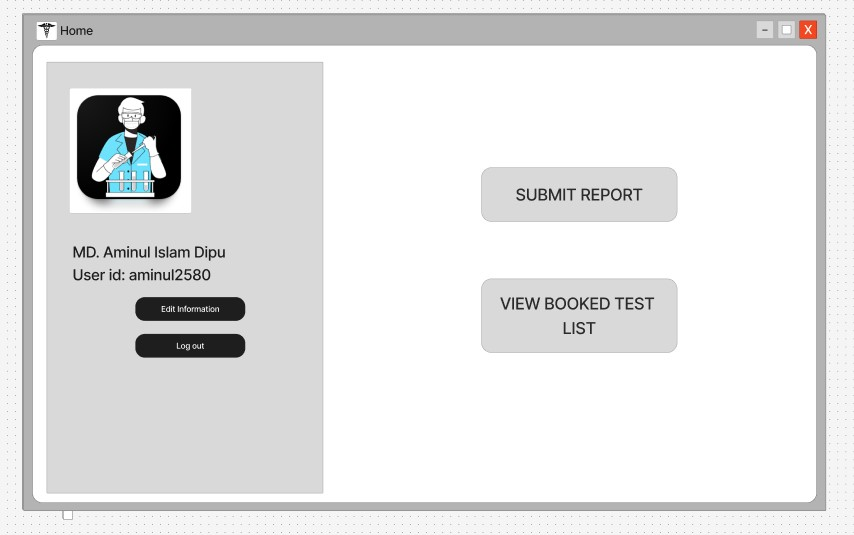 Home
X
MD. Aminul Islam Dipu
User id: aminul2580
Edit Information
Log out
SUBMIT REPORT
VIEW BOOKED TEST
LIST